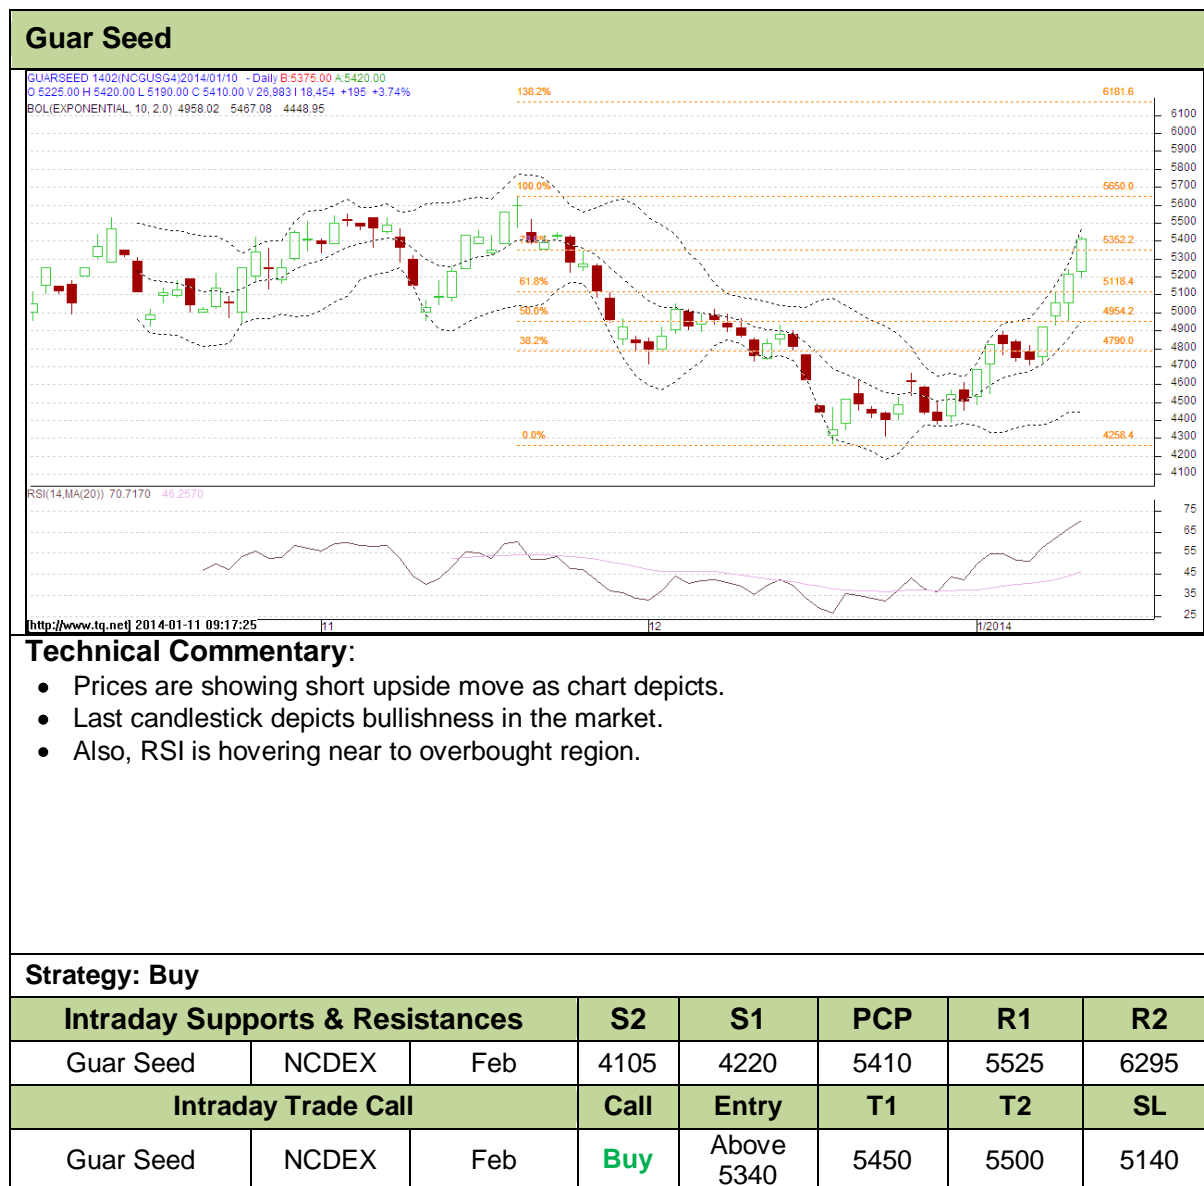 Guar Seed
GUARSEED 1402(NCGUSG4)2014/01/10 - Daily B:5375.00 A:5420.00
O 5225.00 H 5420.00 L 5190.00 C 5410.00 V 26,983 I 18,454 +195 +3.74%
BOL(EXPONENTIAL, 10, 2.0) 4958.02 5467.08 4448.95
138.2% 6181.6
100.0% 5650.0
5352.2
61.8% 5118.4
50.0% 4954.2
38.2% 4790.0
0.0% 4258.4
6100
6000
5900
5800
5700
5600
5500
5400
5300
5200
5100
5000
4900
4800
4700
4600
4500
4400
4300
4200
4100
RSI(14,MA(20)) 70.7170 46.2570
75
65
55
45
35
25
[http://www.tq.net] 2014-01-11 09:17:25 11 12 1/2014
Technical Commentary:
• Prices are showing short upside move as chart depicts.
• Last candlestick depicts bullishness in the market.
• Also, RSI is hovering near to overbought region.
Strategy: Buy
Intraday Supports & Resistances S2 S1 PCP R1 R2
Guar Seed NCDEX Feb 4105 4220 5410 5525 6295
Intraday Trade Call Call Entry T1 T2 SL
Guar Seed NCDEX Feb Buy Above 5340 5450 5500 5140